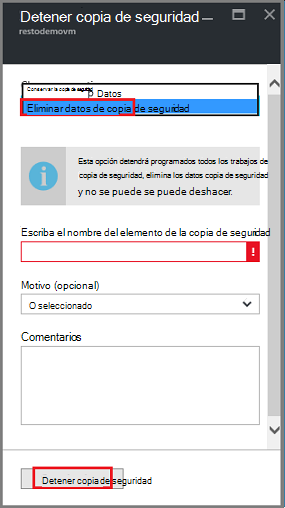 Detener copia de seguridad
restodemovm
Conservar la copia de seguridad
Datos
Eliminar datos de copia de seguridad
Esta opción detendrá programados todos los trabajos de
copia de seguridad, elimina los datos copia de seguridad
y no se puede se puede deshacer.
Escriba el nombre del elemento de la copia de seguridad
!
Motivo (opcional)
O seleccionado
Comentarios
Detener copia de seguridad